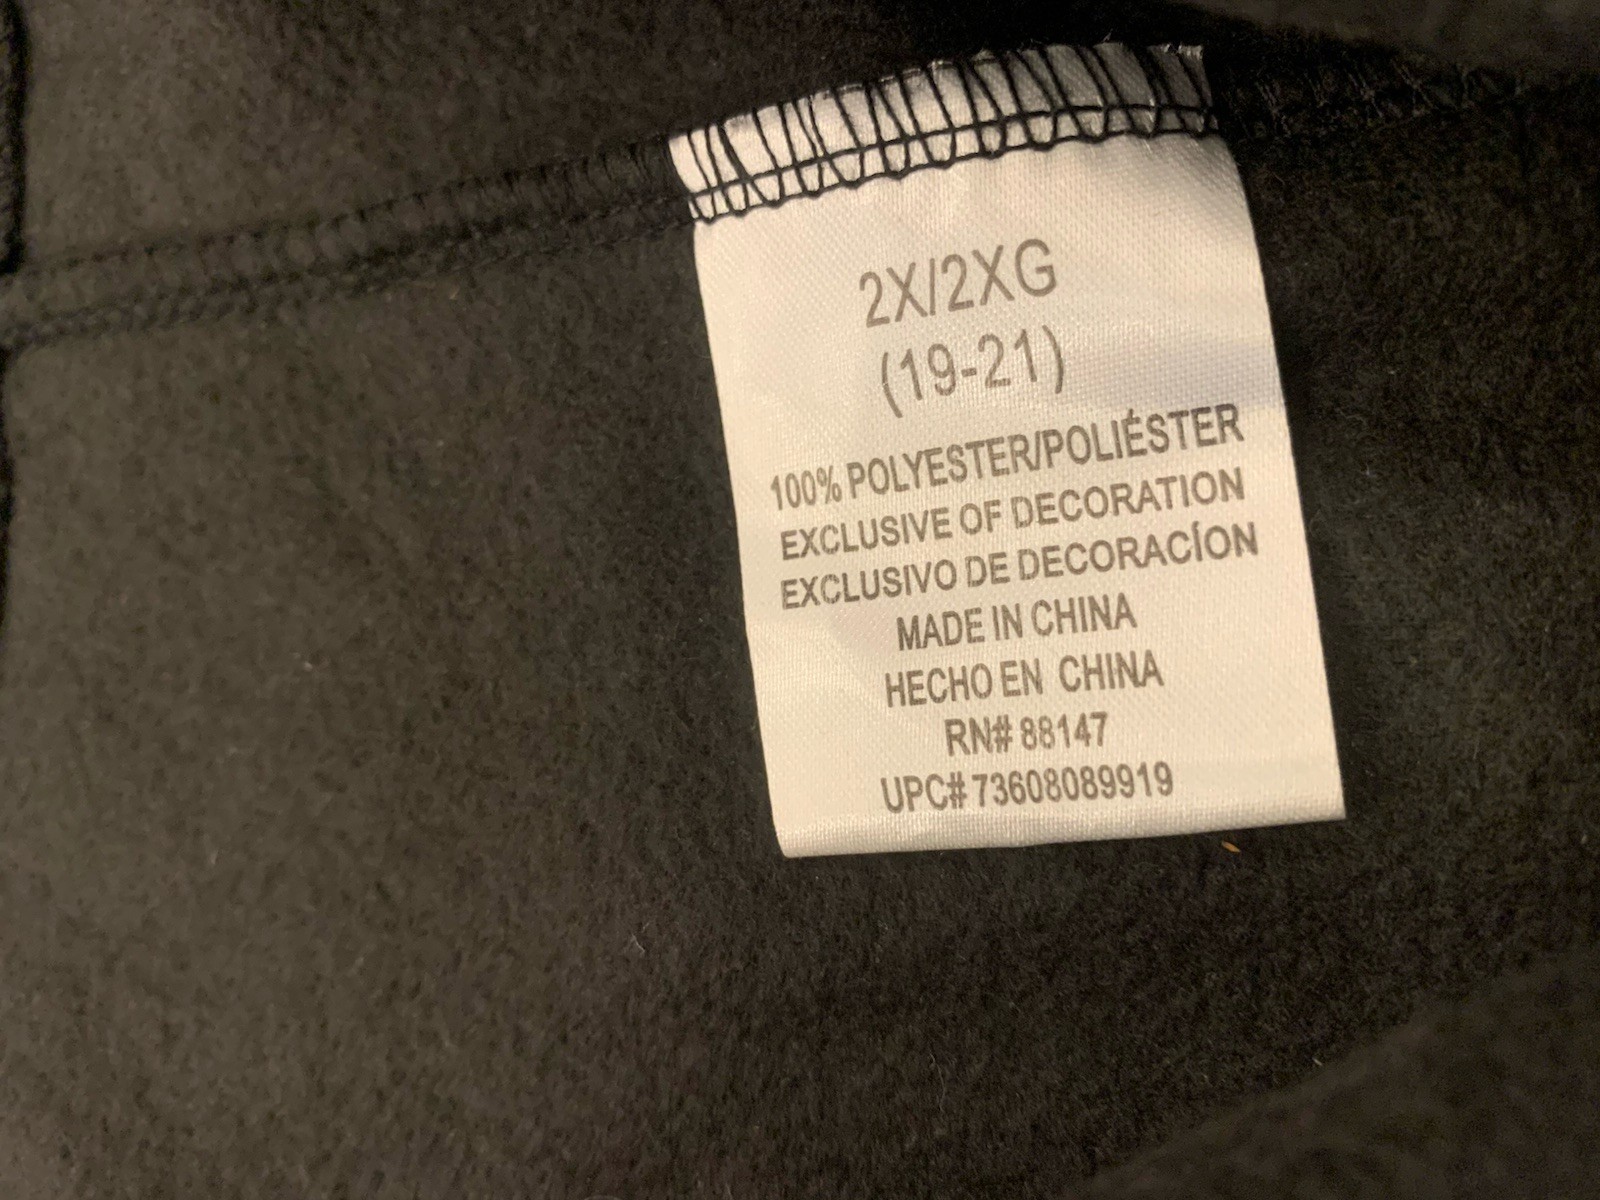 2X/2XG
(19-21)
100% POLYESTER/POLIÉSTER
EXCLUSIVE OF DECORATION
EXCLUSIVO DE DECORACÍON
MADE IN CHINA
HECHO EN CHINA
RN# 88147
UPC# 73608089919